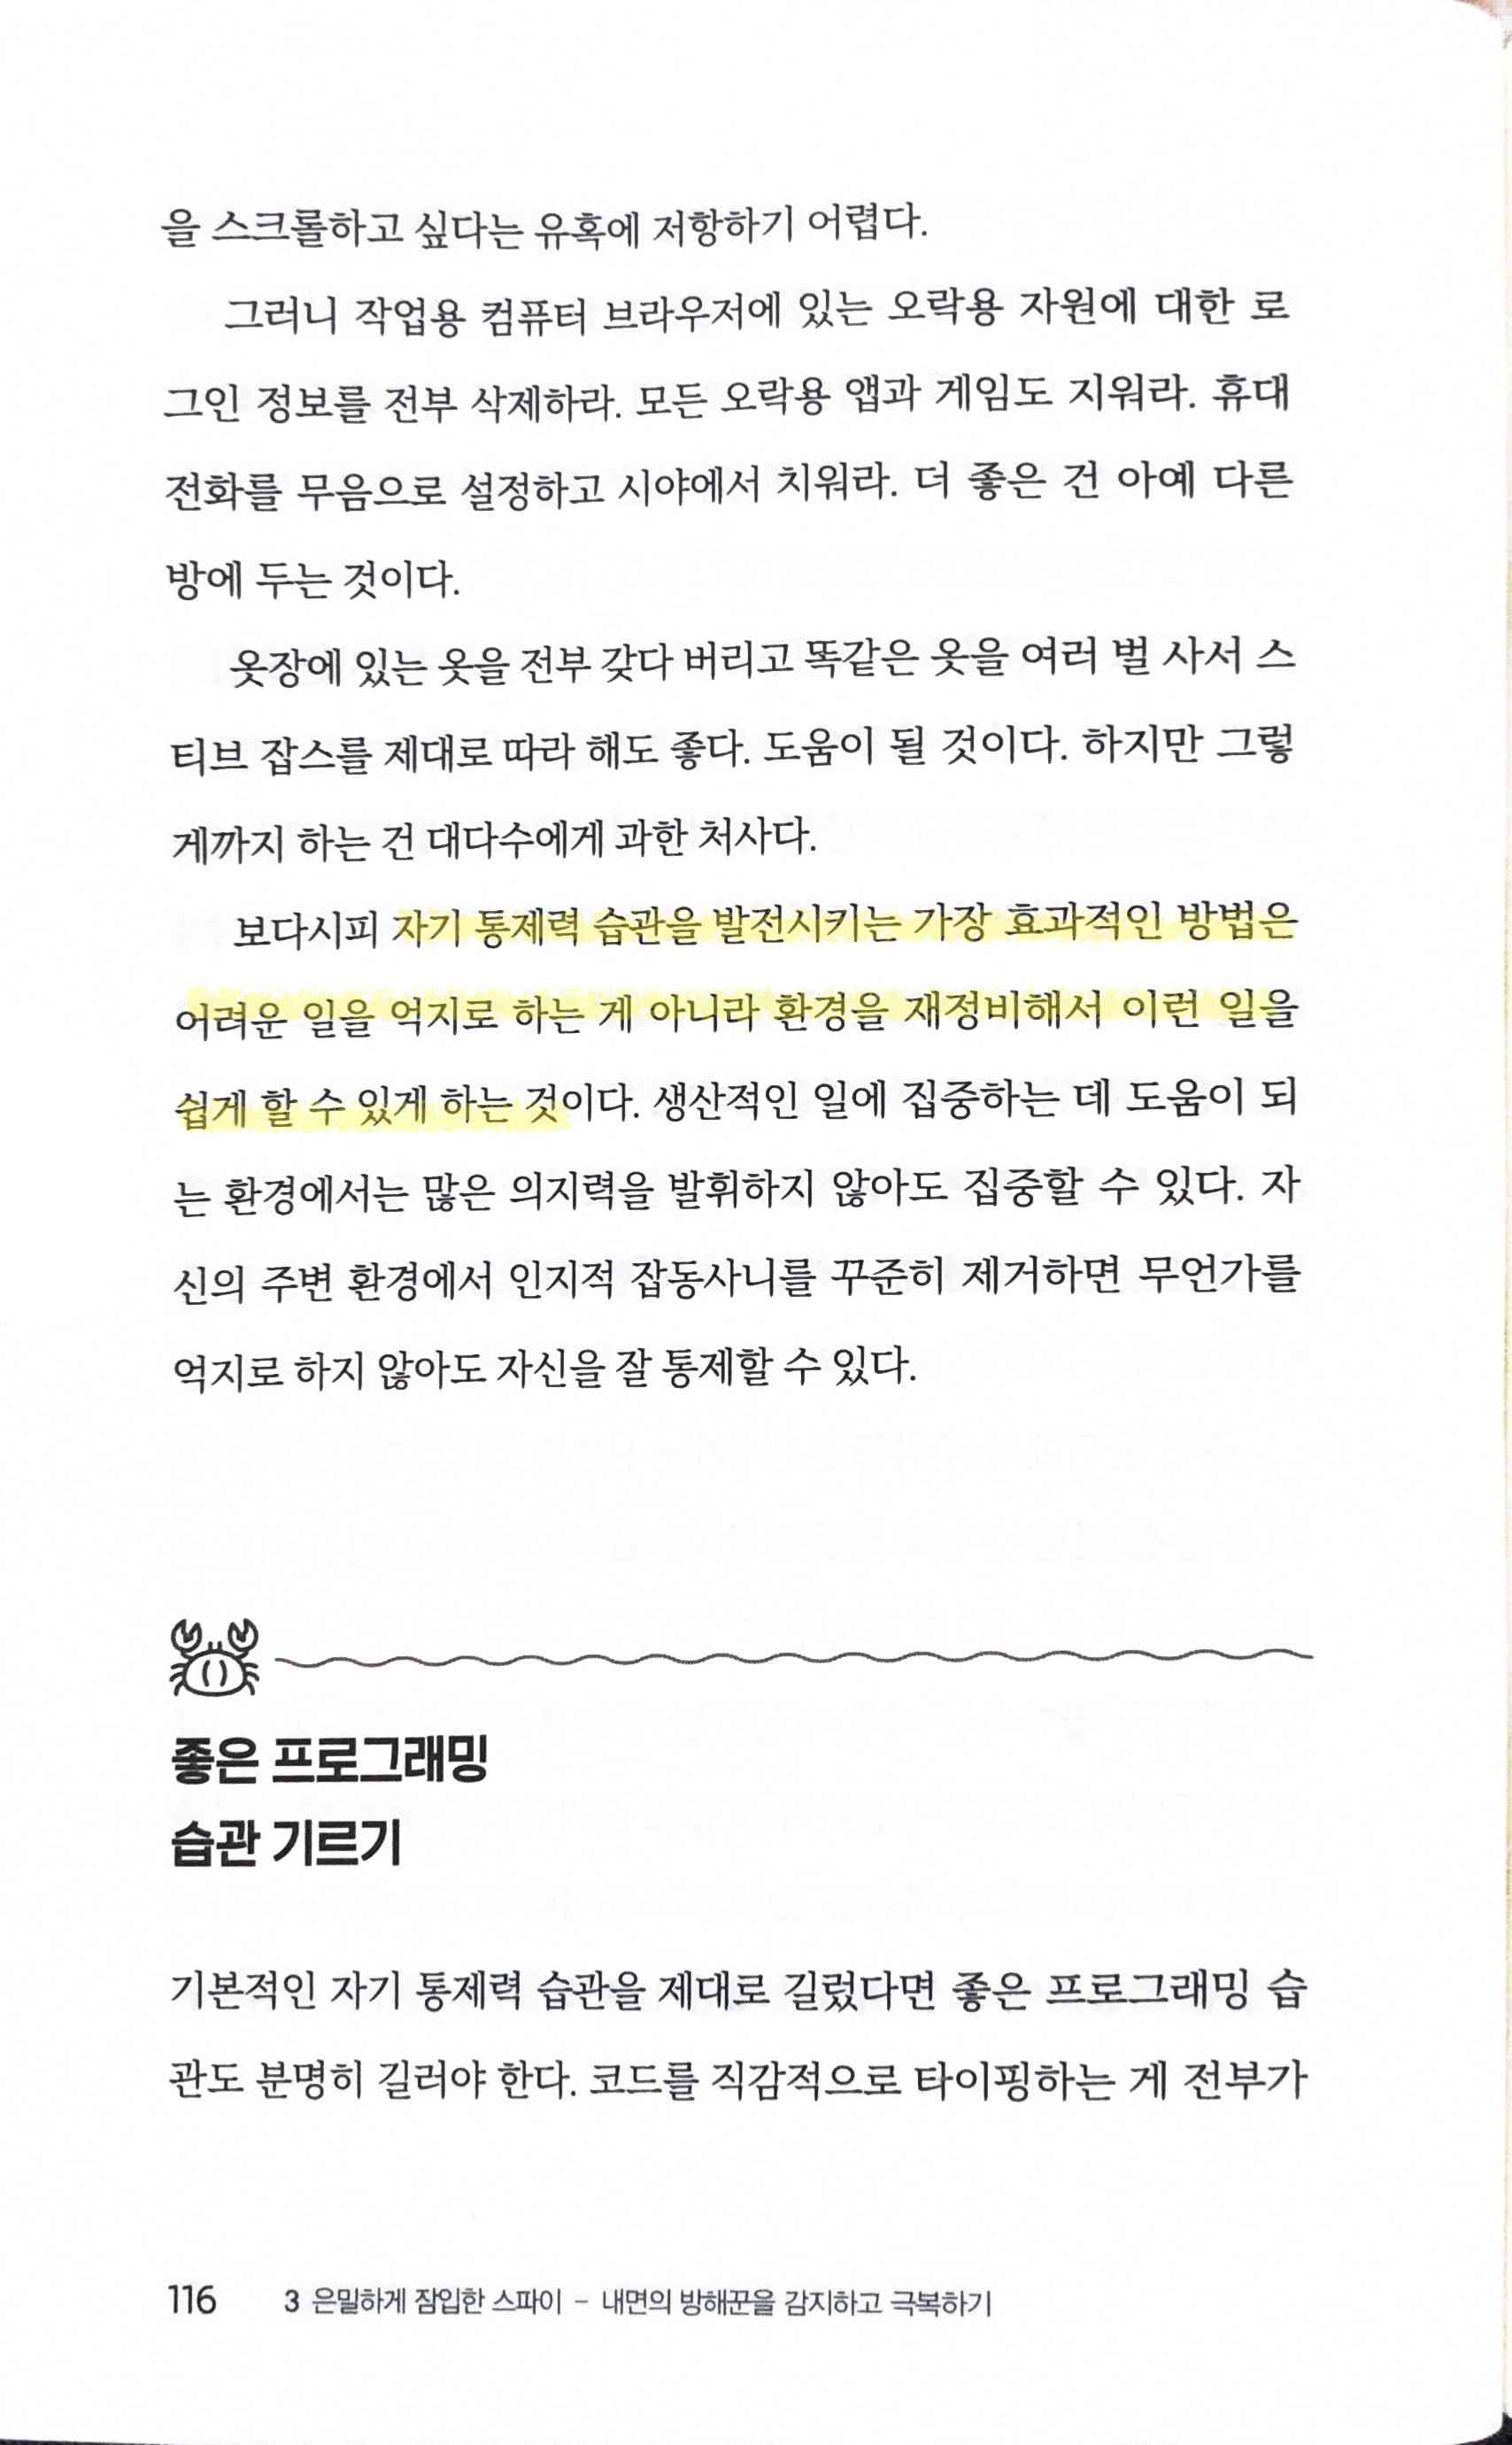 을 스크롤하고 싶다는 유혹에 저항하기 어렵다.
그러니 작업용 컴퓨터 브라우저에 있는 오락용 자원에 대한 로
그인 정보를 전부 삭제하라. 모든 오락용 앱과 게임도 지워라. 휴대
전화를 무음으로 설정하고 시야에서 치워라. 더 좋은 건 아예 다른
방에 두는 것이다.
옷장에 있는 옷을 전부 갖다 버리고 똑같은 옷을 여러 벌 사서 스
티브 잡스를 제대로 따라 해도 좋다. 도움이 될 것이다. 하지만 그렇
게까지 하는 건 대다수에게 과한 처사다.
보다시피 자기 통제력 습관을 발전시키는 가장 효과적인 방법은
어려운 일을 억지로 하는 게 아니라 환경을 재정비해서 이런 일을
쉽게 할 수 있게 하는 것이다. 생산적인 일에 집중하는 데 도움이 되
는 환경에서는 많은 의지력을 발휘하지 않아도 집중할 수 있다. 자
신의 주변 환경에서 인지적 잡동사니를 꾸준히 제거하면 무언가를
억지로 하지 않아도 자신을 잘 통제할 수 있다.
좋은 프로그래밍
습관 기르기
기본적인 자기 통제력 습관을 제대로 길렀다면 좋은 프로그래밍 습
관도 분명히 길러야 한다. 코드를 직감적으로 타이핑하는 게 전부가
116 3 은밀하게 잠입한 스파이 – 내면의 방해꾼을 감지하고 극복하기